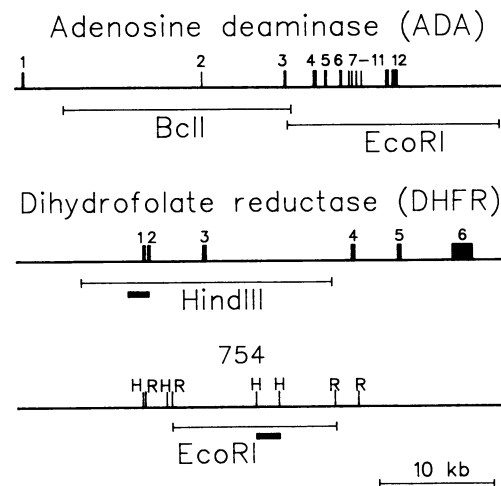 Adenosine deaminase (ADA)
1 2 3 4 5 6 7-11 12
BclI EcoRI
Dihydrofolate reductase (DHFR)
1 2 3 4 5 6
HindIII
754
H R H R H H R R
EcoRI
10 kb